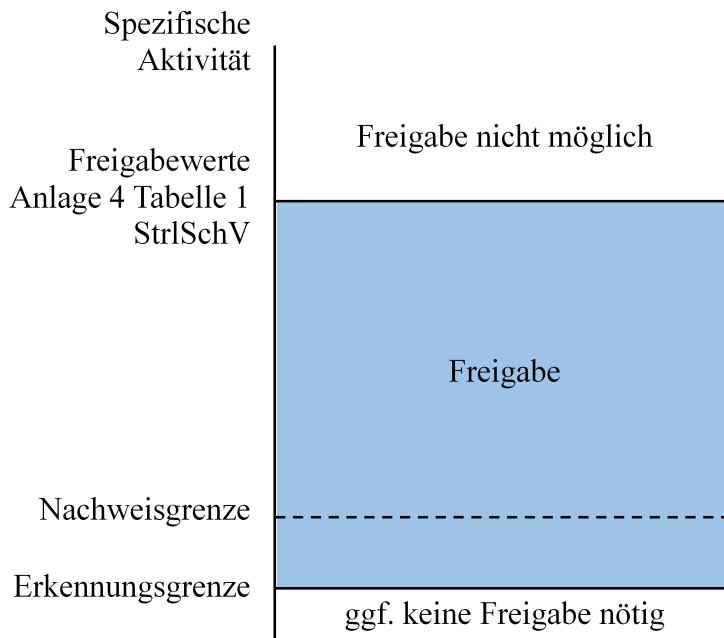 Spezifische
Aktivität
Freigabe nicht möglich
Freigabewerte
Anlage 4 Tabelle 1
StrlSchV
Freigabe
Nachweisgrenze
Erkennungsgrenze
ggf. keine Freigabe nötig